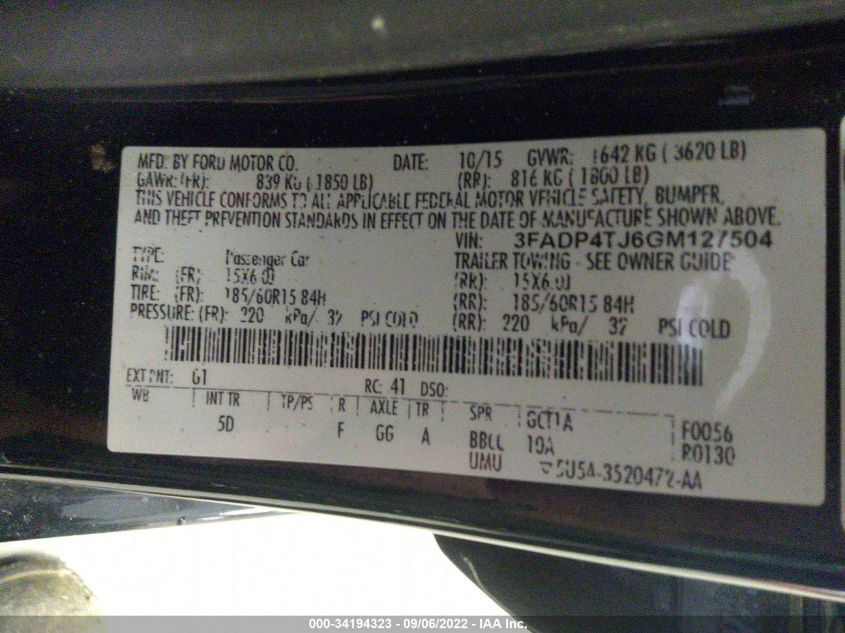 MFD. BY FORD MOTOR CO. DATE: 10/15 GVWR: 1642 KG ( 3620 LB)
GAWR: (FR): 839 KG ( 1850 LB) (RR): 816 KG ( 1800 LB)
THIS VEHICLE CONFORMS TO ALL APPLICABLE FEDERAL MOTOR VEHICLE SAFETY, BUMPER,
AND THEFT PREVENTION STANDARDS IN EFFECT ON THE DATE OF MANUFACTURE SHOWN ABOVE.
VIN: 3FADP4TJ6GM127504
TYPE: Passenger Car TRAILER TOWING - SEE OWNER GUIDE
RIM: (FR) 15X6.0J (RR): 15X6.0J
TIRE: (FR): 185/60R15 84H (RR): 185/60R15 84H
PRESSURE: (FR): 220 kPa/ 32 PSI COLD (RR): 220 kPa/ 32 PSI COLD
EXT PNT: G1 RC: 41 DSO:
WB INT TR TP/PS R AXLE TR SPR GCT1A F0056
5D F GG A BBCC 10A R0130
UMU 5U5A-3520472-AA
000-34194323 - 09/06/2022 - IAA Inc.